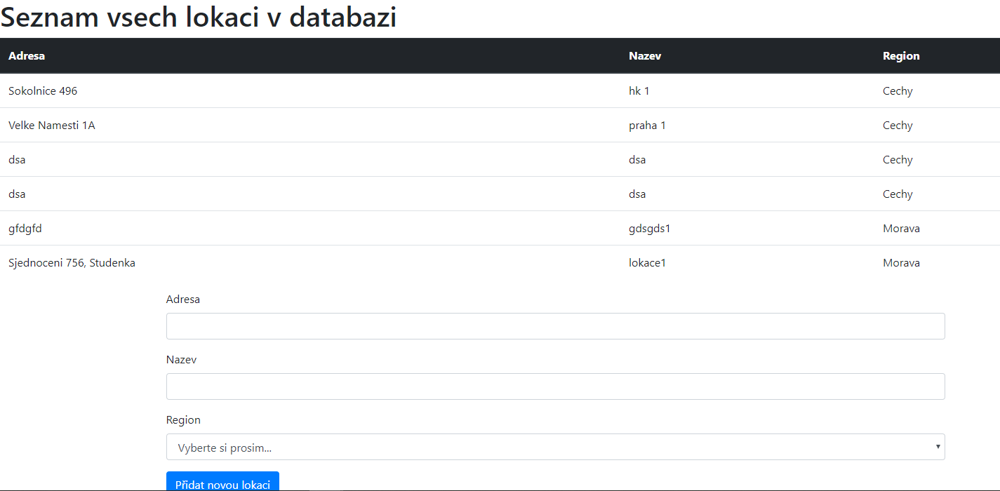 Seznam vsech lokaci v databazi
Adresa Nazev Region
Sokolnice 496 hk 1 Cechy
Velke Namesti 1A praha 1 Cechy
dsa dsa Cechy
dsa dsa Cechy
gfdgfd gdsgds1 Morava
Sjednoceni 756, Studenka lokace1 Morava
Adresa
Nazev
Region
Vyberte si prosim...
Přidat novou lokaci